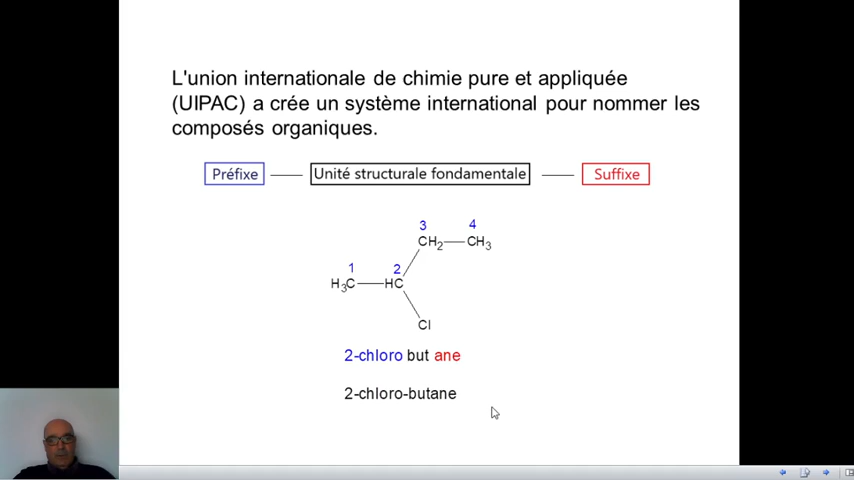 L'union internationale de chimie pure et appliquée
(UIPAC) a crée un système international pour nommer les
composés organiques.
Préfixe Unité structurale fondamentale Suffixe
3 4
CH2 CH3
1 2
H3C HC
Cl
2-chloro but ane
2-chloro-butane